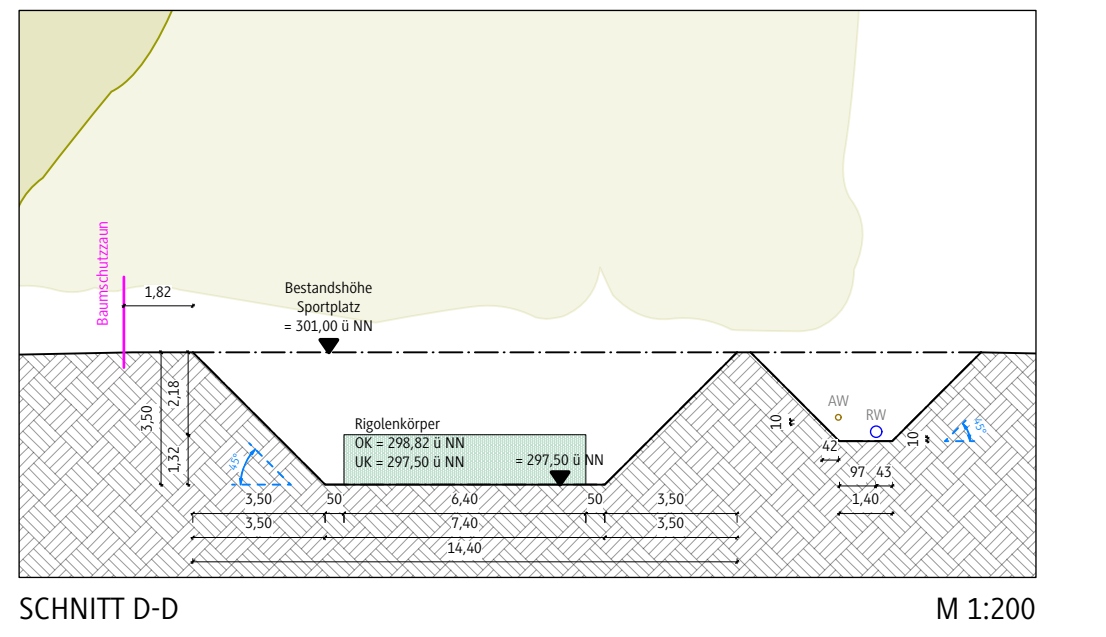 Baumschutzzaun
1,82
Bestandshöhe
Sportplatz
= 301,00 ü NN
3,50
2,18
1,32
45°
Rigolenkörper
OK = 298,82 ü NN
UK = 297,50 ü NN
= 297,50 ü NN
AW
RW
10
10
45°
42
97
43
1,40
3,50
50
6,40
50
3,50
3,50
7,40
3,50
14,40
SCHNITT D-D
M 1:200